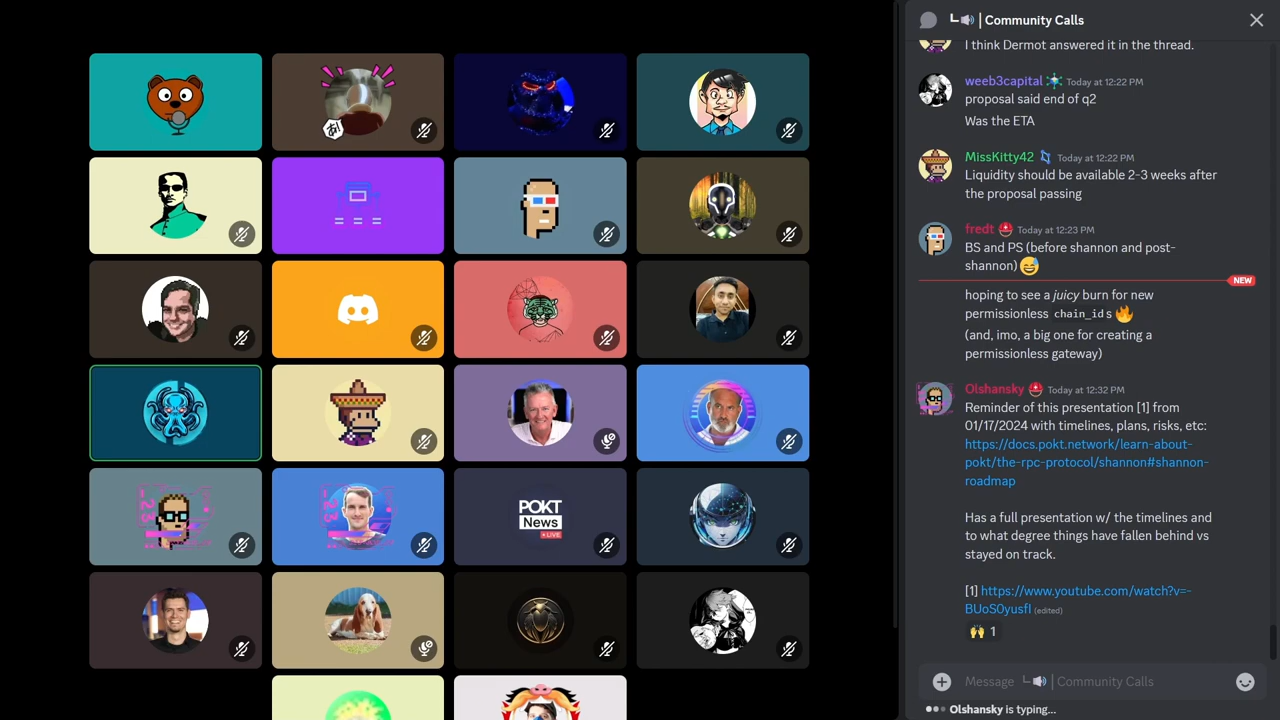 └🔊 | Community Calls
I think Dermot answered it in the thread.
weeb3capital Today at 12:22 PM
proposal said end of q2
Was the ETA
MissKitty42 Today at 12:22 PM
Liquidity should be available 2-3 weeks after
the proposal passing
fredt Today at 12:23 PM
BS and PS (before shannon and post-
shannon)😅
NEW
hoping to see a juicy burn for new
permissionless chain_ids🔥
(and, imo, a big one for creating a
permissionless gateway)
Olshansky Today at 12:32 PM
Reminder of this presentation [1] from
01/17/2024 with timelines, plans, risks, etc:
https://docs.pokt.network/learn-about-
pokt/the-rpc-protocol/shannon#shannon-
roadmap
Has a full presentation w/ the timelines and
to what degree things have fallen behind vs
stayed on track.
[1] https://www.youtube.com/watch?v=-
BUoS0yusfI (edited)
🙌 1
Message └🔊 | Community Calls
Olshansky is typing...
POKT
News
LIVE